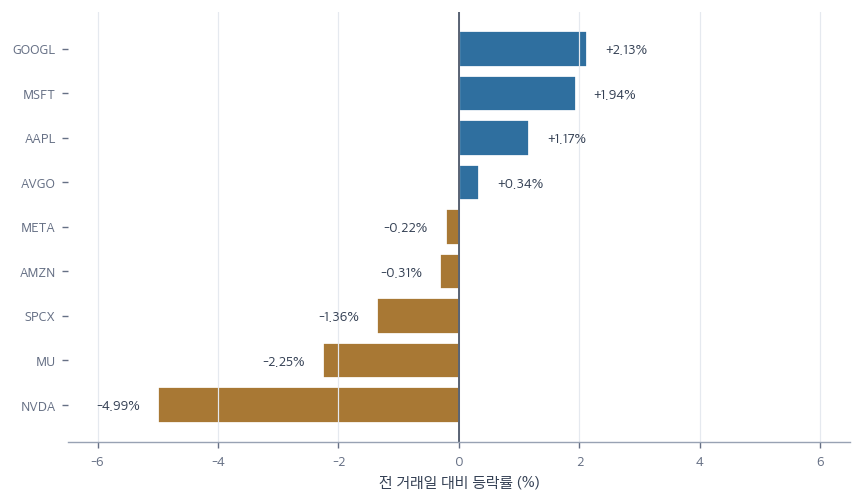 GOOGL +2.13%
MSFT +1.94%
AAPL +1.17%
AVGO +0.34%
META −0.22%
AMZN −0.31%
SPCX −1.36%
MU −2.25%
NVDA −4.99%
−6 −4 −2 0 2 4 6
전 거래일 대비 등락률 (%)